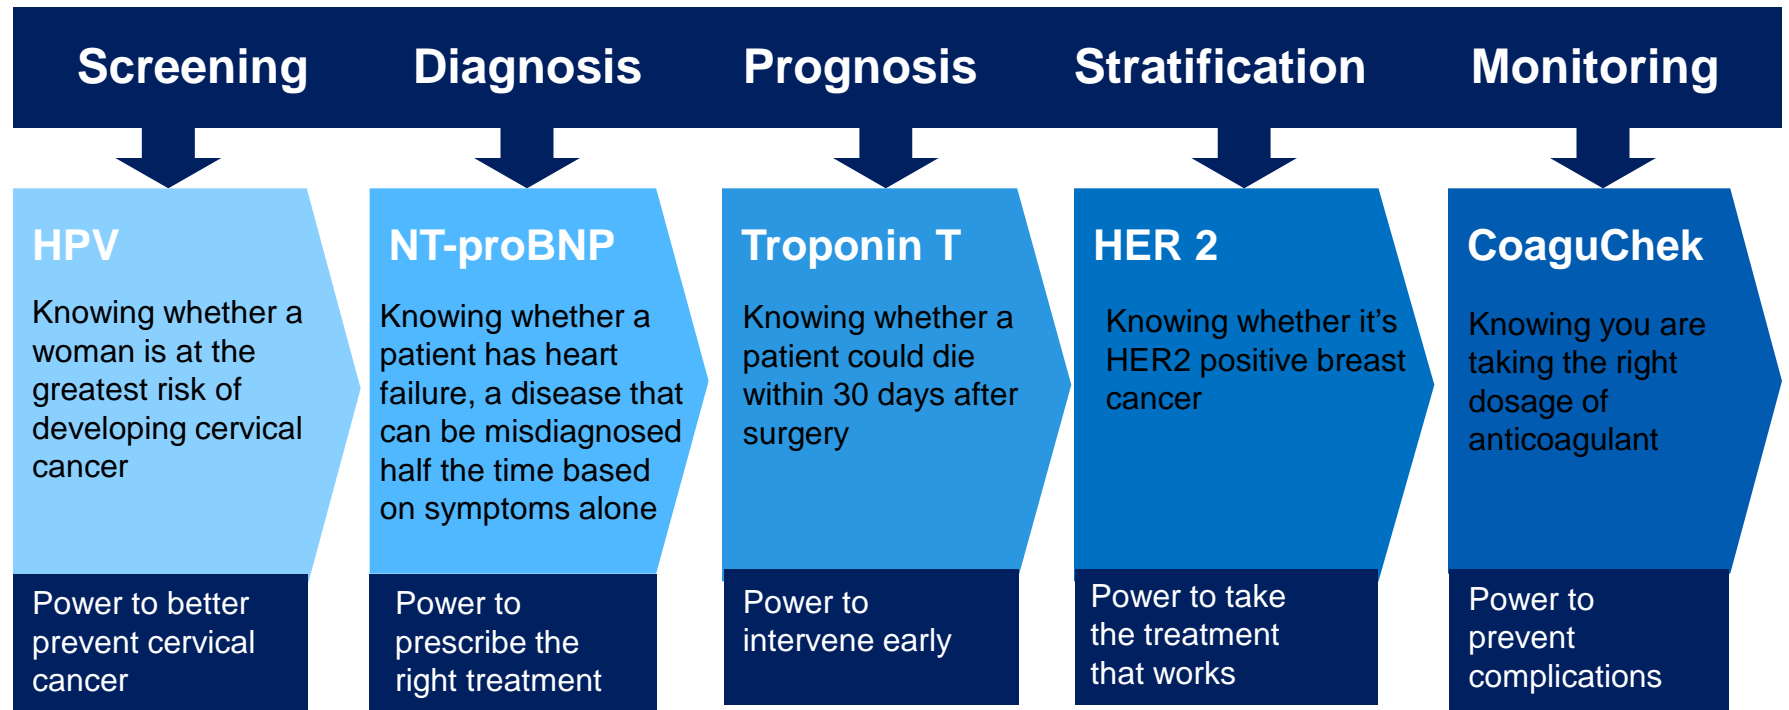 Screening Diagnosis Prognosis Stratification Monitoring
HPV
Knowing whether a
woman is at the
greatest risk of
developing cervical
cancer
Power to better
prevent cervical
cancer
NT-proBNP
Knowing whether a
patient has heart
failure, a disease that
can be misdiagnosed
half the time based
on symptoms alone
Power to
prescribe the
right treatment
Troponin T
Knowing whether a
patient could die
within 30 days after
surgery
Power to
intervene early
HER 2
Knowing whether it’s
HER2 positive breast
cancer
Power to take
the treatment
that works
CoaguChek
Knowing you are
taking the right
dosage of
anticoagulant
Power to
prevent
complications